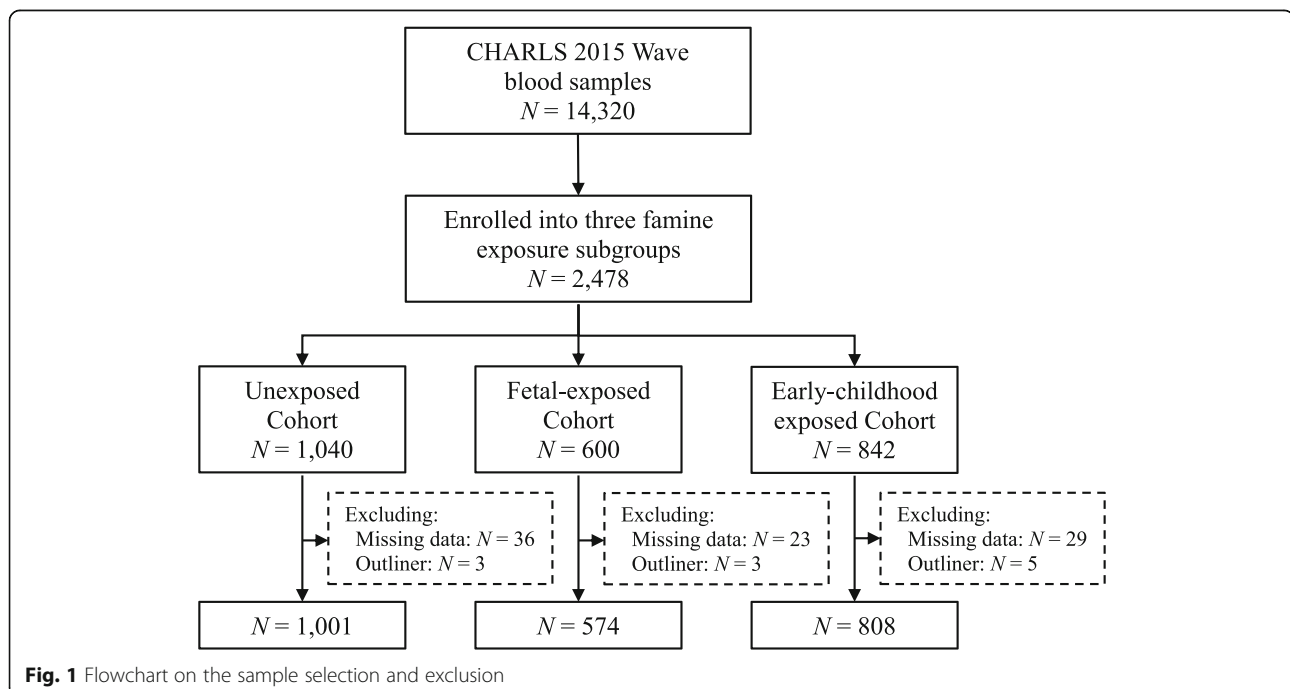 CHARLS 2015 Wave
blood samples
N = 14,320
Enrolled into three famine
exposure subgroups
N = 2,478
Unexposed
Cohort
N = 1,040
Fetal-exposed
Cohort
N = 600
Early-childhood
exposed Cohort
N = 842
Excluding:
Missing data: N = 36
Outliner: N = 3
Excluding:
Missing data: N = 23
Outliner: N = 3
Excluding:
Missing data: N = 29
Outliner: N = 5
N = 1,001
N = 574
N = 808
Fig. 1 Flowchart on the sample selection and exclusion